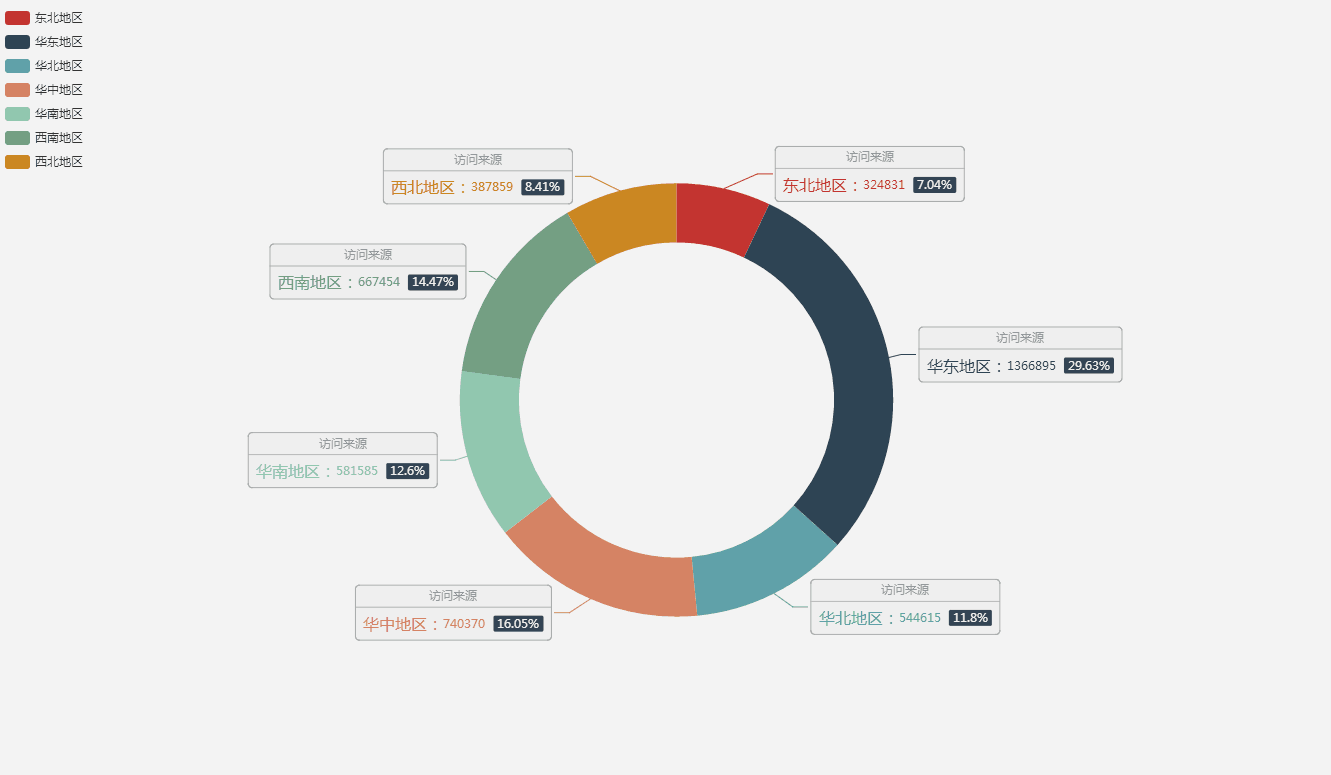 东北地区
华东地区
华北地区
华中地区
华南地区
西南地区
西北地区
访问来源
西北地区：387859 8.41%
访问来源
东北地区：324831 7.04%
访问来源
西南地区：667454 14.47%
访问来源
华东地区：1366895 29.63%
访问来源
华南地区：581585 12.6%
访问来源
华中地区：740370 16.05%
访问来源
华北地区：544615 11.8%